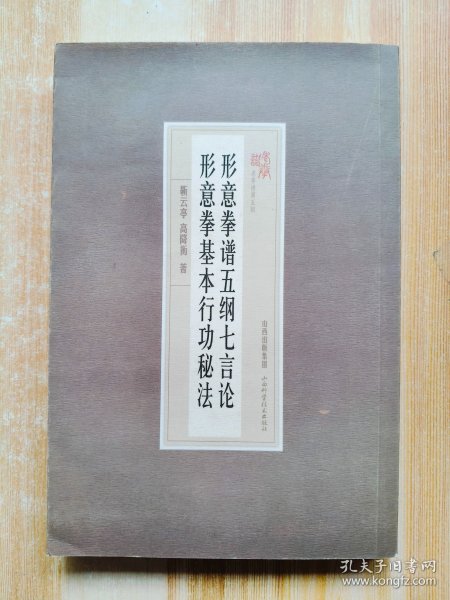 形意拳谱五纲七言论
形意拳基本行功秘法
靳云亭 高降衡 著
山西出版集团
山西科学技术出版社
孔夫子旧书网
www.kongfz.com